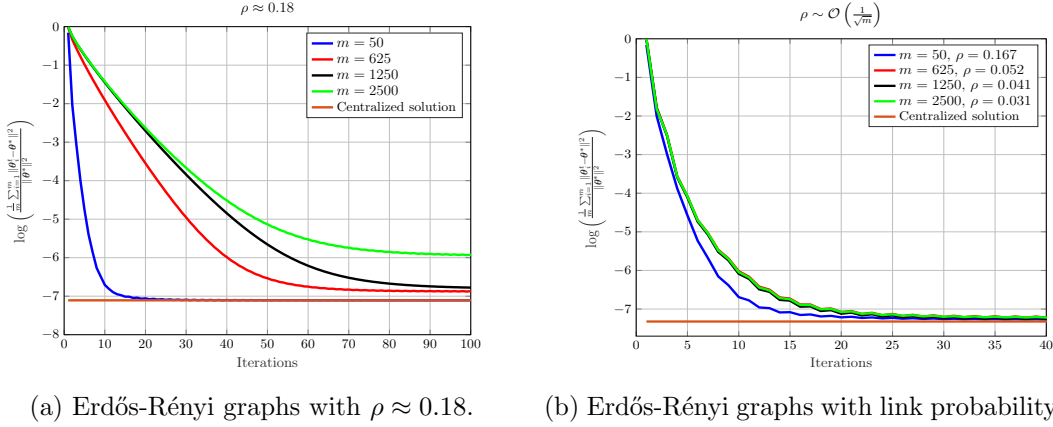 ρ ≈ 0.18
0
−1
−2
−3
−4
−5
−6
−7
−8
0 10 20 30 40 50 60 70 80 90 100
Iterations
log ( 1/m ∑_{i=1}^m ‖θ_i^t − θ*‖² / ‖θ*‖² )
m = 50
m = 625
m = 1250
m = 2500
Centralized solution
(a) Erdős-Rényi graphs with ρ ≈ 0.18.
ρ ∼ 𝒪 (1/√m)
0
−1
−2
−3
−4
−5
−6
−7
0 5 10 15 20 25 30 35 40
Iterations
log ( 1/m ∑_{i=1}^m ‖θ_i^t − θ*‖² / ‖θ*‖² )
m = 50, ρ = 0.167
m = 625, ρ = 0.052
m = 1250, ρ = 0.041
m = 2500, ρ = 0.031
Centralized solution
(b) Erdős-Rényi graphs with link probability